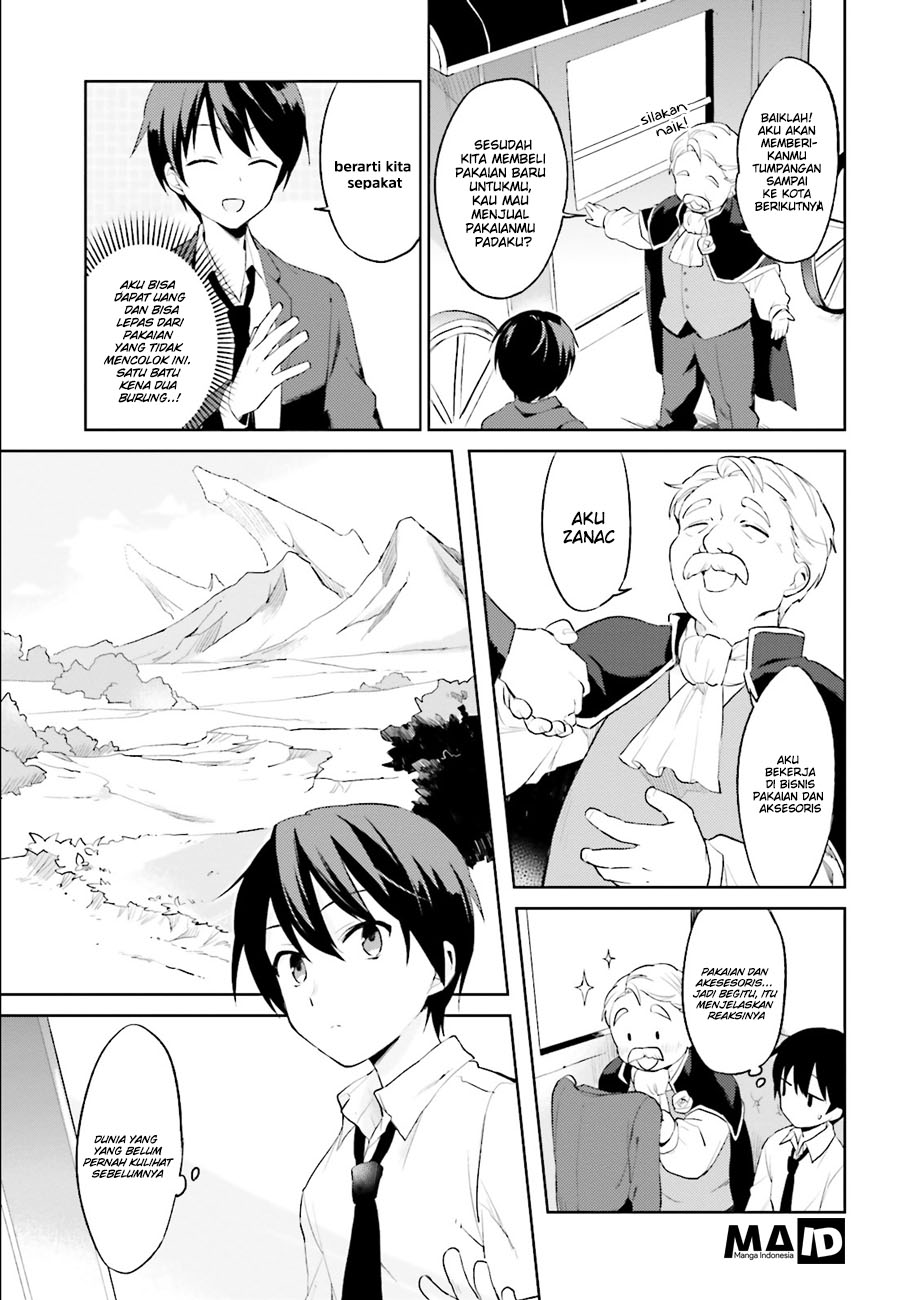 BAIKLAH!
AKU AKAN
MEMBERI-
KANMU
TUMPANGAN
SAMPAI
KE KOTA
BERIKUTNYA
silakan
naik!
SESUDAH
KITA MEMBELI
PAKAIAN BARU
UNTUKMU,
KAU MAU
MENJUAL
PAKAIANMU
PADAKU?
berarti kita
sepakat
AKU BISA
DAPAT UANG
DAN BISA
LEPAS DARI
PAKAIAN
YANG TIDAK
MENCOLOK INI.
SATU BATU
KENA DUA
BURUNG..!
AKU
ZANAC
AKU
BEKERJA
DI BISNIS
PAKAIAN DAN
AKSESORIS
PAKAIAN DAN
AKESESORIS...
JADI BEGITU, ITU
MENJELASKAN
REAKSINYA
DUNIA YANG
YANG BELUM
PERNAH KULIHAT
SEBELUMNYA
MAID
Manga Indonesia